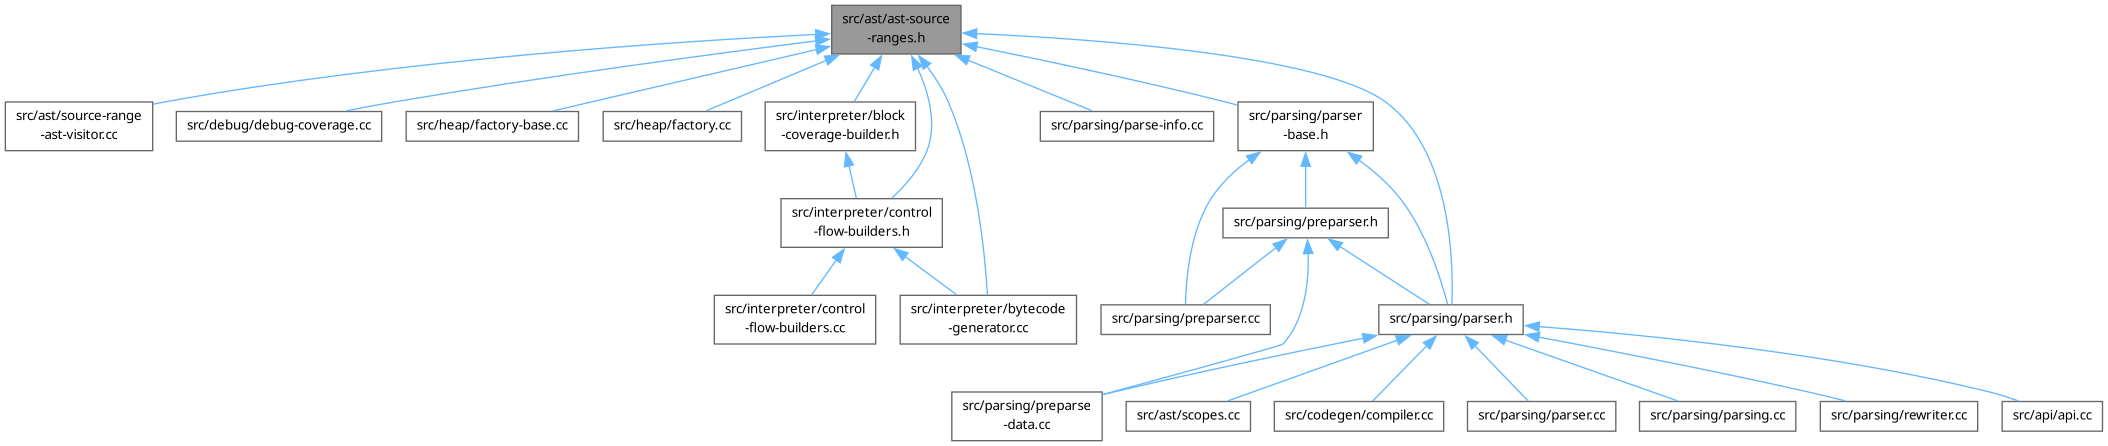 src/ast/ast-source
-ranges.h
src/ast/source-range
-ast-visitor.cc
src/debug/debug-coverage.cc
src/heap/factory-base.cc
src/heap/factory.cc
src/interpreter/block
-coverage-builder.h
src/parsing/parse-info.cc
src/parsing/parser
-base.h
src/interpreter/control
-flow-builders.h
src/parsing/preparser.h
src/interpreter/control
-flow-builders.cc
src/interpreter/bytecode
-generator.cc
src/parsing/preparser.cc
src/parsing/parser.h
src/parsing/preparse
-data.cc
src/ast/scopes.cc
src/codegen/compiler.cc
src/parsing/parser.cc
src/parsing/parsing.cc
src/parsing/rewriter.cc
src/api/api.cc